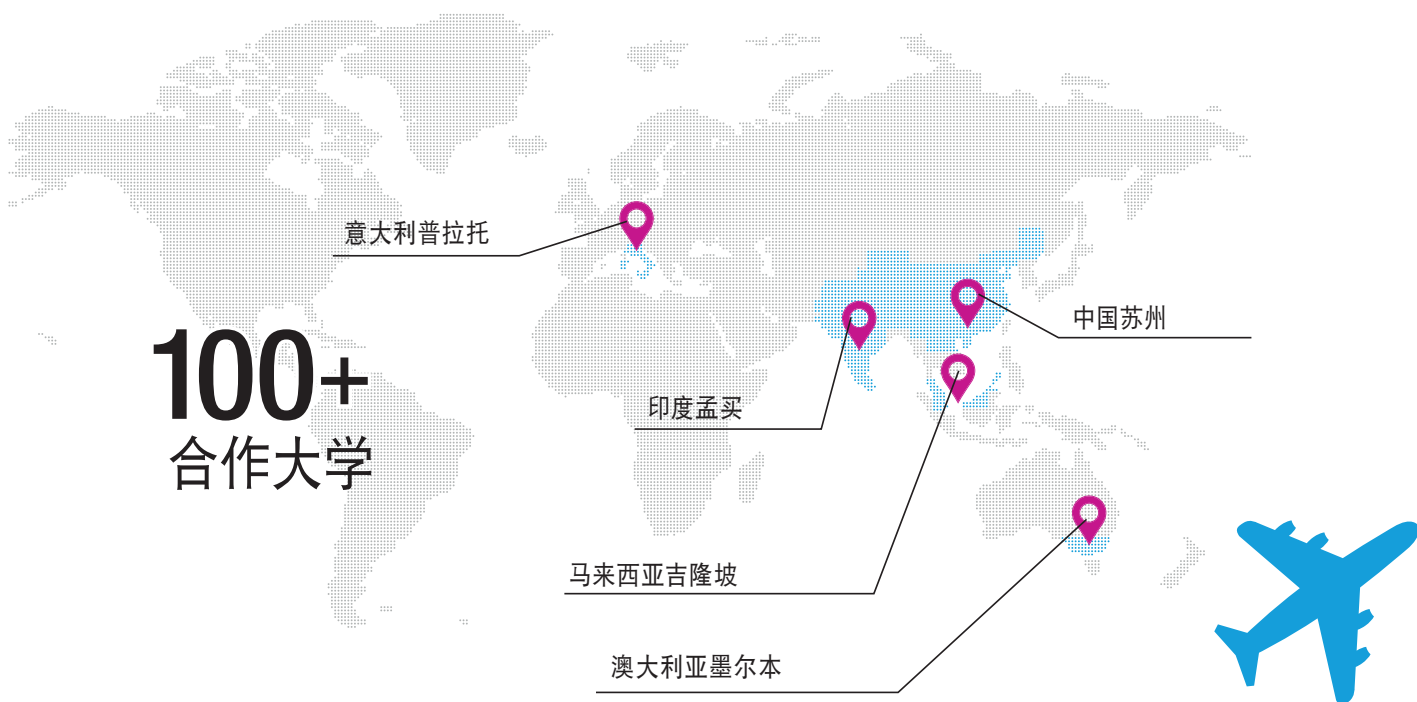 意大利普拉托
中国苏州
100+
合作大学
印度孟买
马来西亚吉隆坡
澳大利亚墨尔本